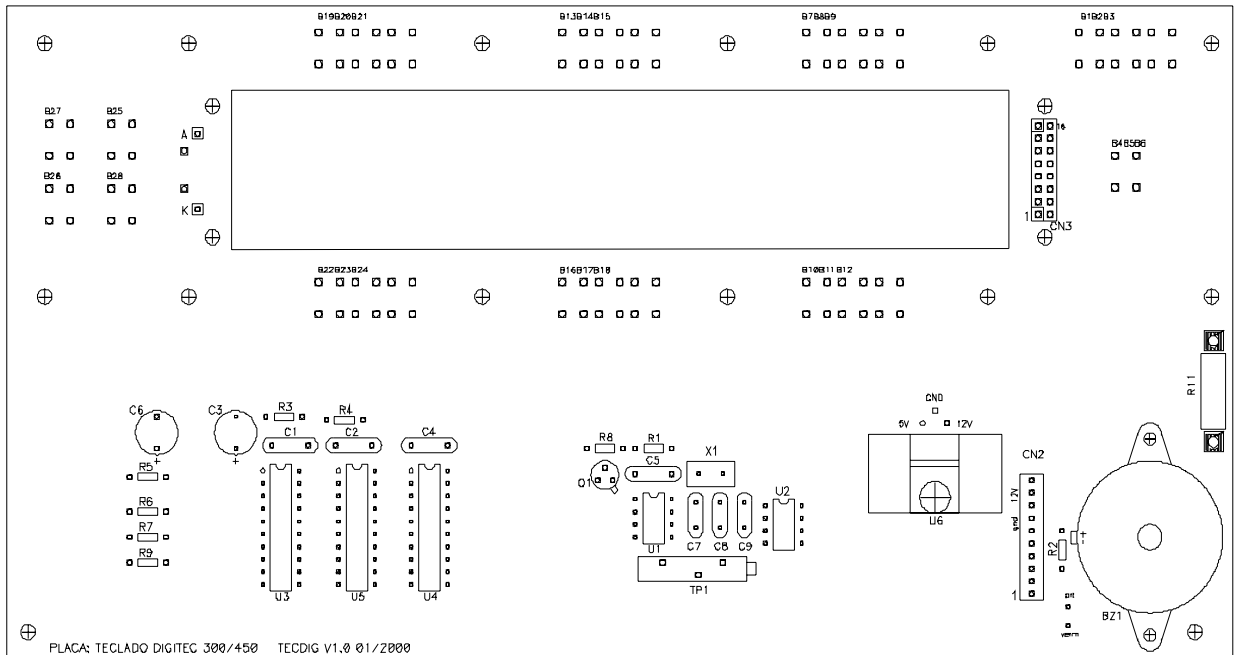 B19B20B21
B13B14B15
B7B8B9
B1B2B3
B27
B25
A
16
B4B5B6
B26
B28
K
1
CN3
B22B23B24
B16B17B18
B10B11B12
R11
C6
C3
R3
R4
GND
5V
12V
C1
C2
C4
R8
R1
X1
CN2
R5
C5
Q1
U2
12V
R6
U6
gnd
R7
U1
C7
C8
C9
R2
+
-
R9
TP1
U3
U5
U4
1
BZ1
PLACA: TECLADO DIGITEC 300/450 TECDIG V1.0 01/2000